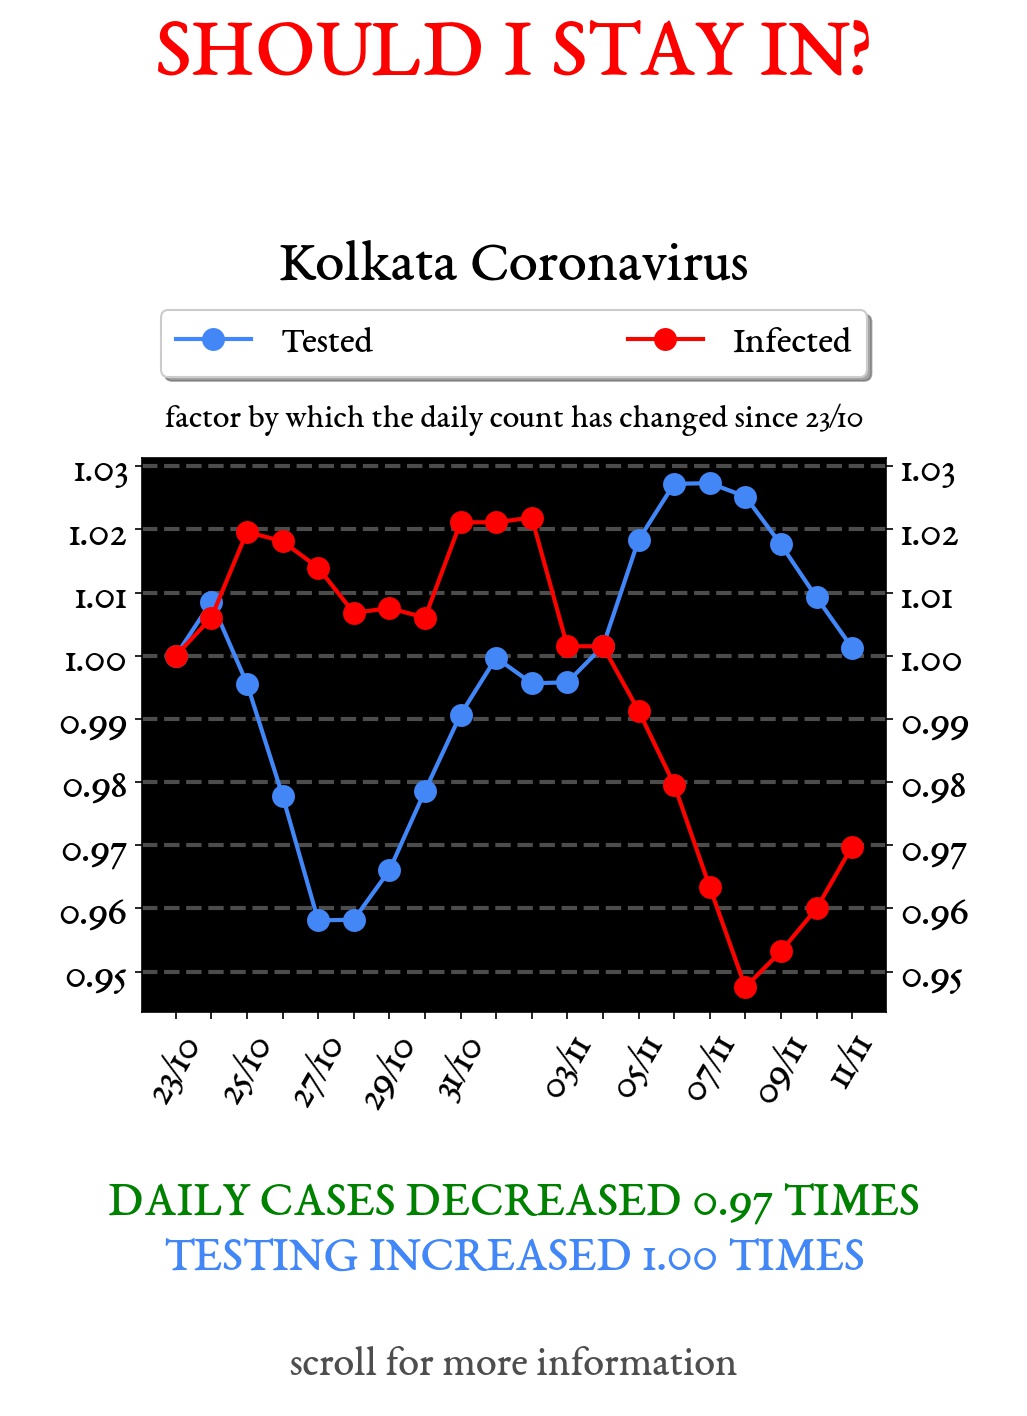 SHOULD I STAY IN?
Kolkata Coronavirus
Tested Infected
factor by which the daily count has changed since 23/10
1.03 1.03
1.02 1.02
1.01 1.01
1.00 1.00
0.99 0.99
0.98 0.98
0.97 0.97
0.96 0.96
0.95 0.95
23/10 25/10 27/10 29/10 31/10 03/11 05/11 07/11 09/11 11/11
DAILY CASES DECREASED 0.97 TIMES
TESTING INCREASED 1.00 TIMES
scroll for more information